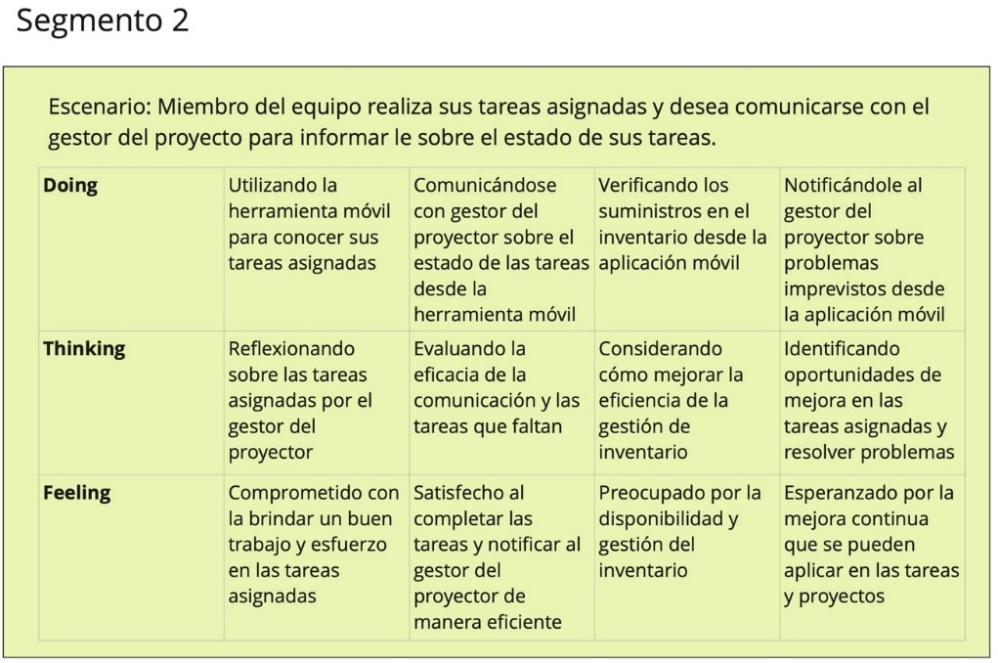 Segmento 2
Escenario: Miembro del equipo realiza sus tareas asignadas y desea comunicarse con el
gestor del proyecto para informar le sobre el estado de sus tareas.
Doing
Utilizando la
herramienta móvil
para conocer sus
tareas asignadas
Comunicándose
con gestor del
proyector sobre el
estado de las tareas
desde la
herramienta móvil
Verificando los
suministros en el
inventario desde la
aplicación móvil
Notificándole al
gestor del
proyector sobre
problemas
imprevistos desde
la aplicación móvil
Thinking
Reflexionando
sobre las tareas
asignadas por el
gestor del
proyector
Evaluando la
eficacia de la
comunicación y las
tareas que faltan
Considerando
cómo mejorar la
eficiencia de la
gestión de
inventario
Identificando
oportunidades de
mejora en las
tareas asignadas y
resolver problemas
Feeling
Comprometido con
la brindar un buen
trabajo y esfuerzo
en las tareas
asignadas
Satisfecho al
completar las
tareas y notificar al
gestor del
proyector de
manera eficiente
Preocupado por la
disponibilidad y
gestión del
inventario
Esperanzado por la
mejora continua
que se pueden
aplicar en las tareas
y proyectos